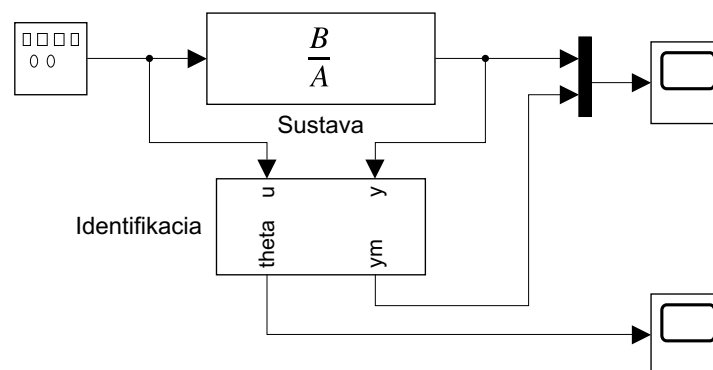 B
A
Sustava
u
y
Identifikacia
theta
ym